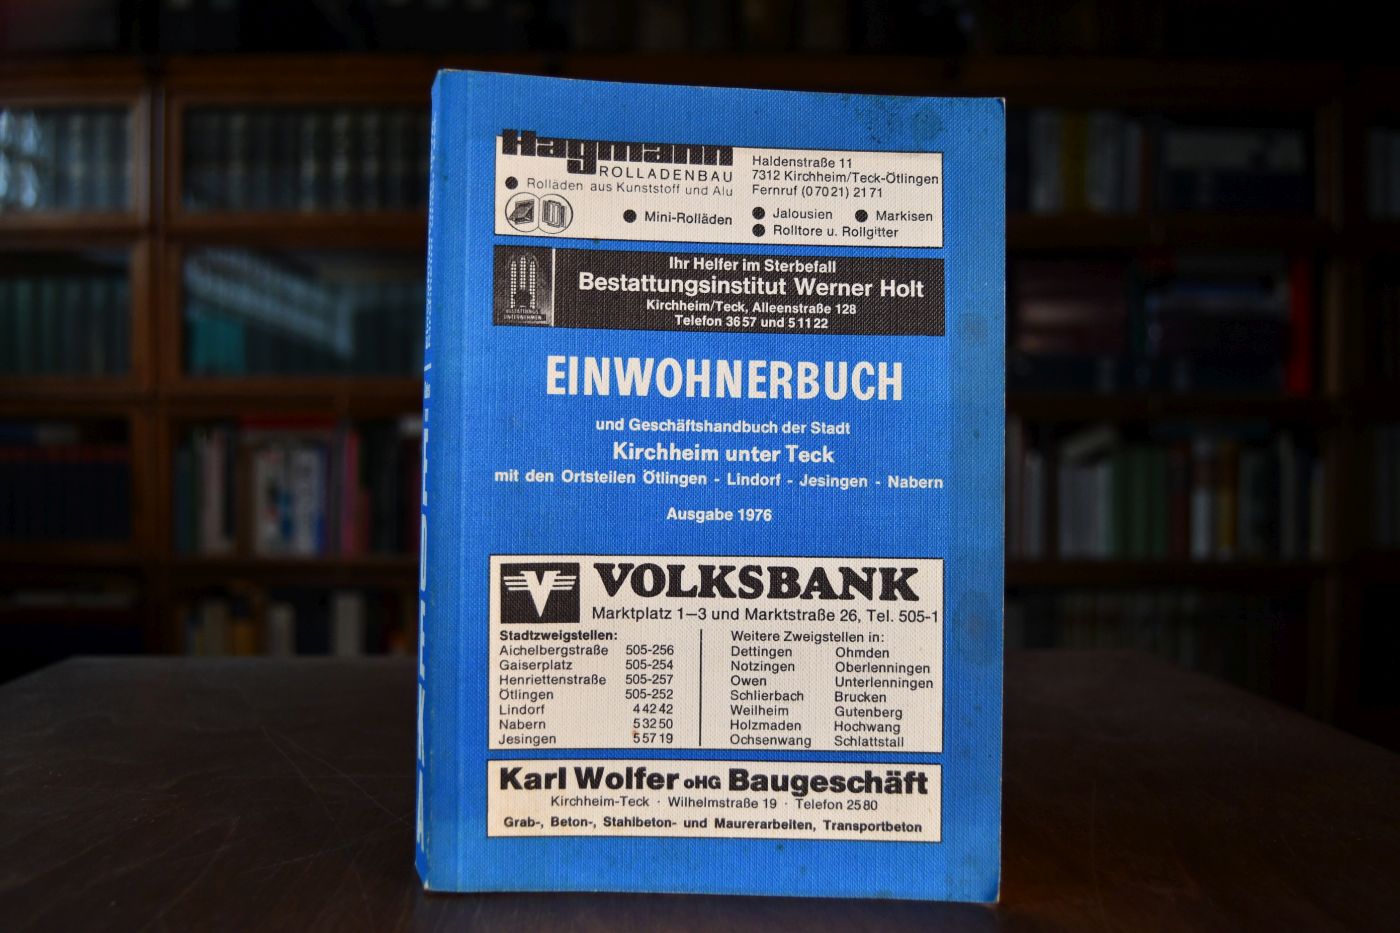 Hagmann
ROLLADENBAU
● Rolläden aus Kunststoff und Alu
● Mini-Rolläden
Haldenstraße 11
7312 Kirchheim/Teck-Ötlingen
Fernruf (07021) 2171
● Jalousien ● Markisen
● Rolltore u. Rollgitter
BESTATTUNGS
UNTERNEHMEN
Ihr Helfer im Sterbefall
Bestattungsinstitut Werner Holt
Kirchheim/Teck, Alleenstraße 128
Telefon 3657 und 51122
EINWOHNERBUCH
und Geschäftshandbuch der Stadt
Kirchheim unter Teck
mit den Ortsteilen Ötlingen - Lindorf - Jesingen - Nabern
Ausgabe 1976
V VOLKSBANK
Marktplatz 1–3 und Marktstraße 26, Tel. 505-1
Stadtzweigstellen:
Aichelbergstraße 505-256
Gaiserplatz 505-254
Henriettenstraße 505-257
Ötlingen 505-252
Lindorf 44242
Nabern 53250
Jesingen 55719
Weitere Zweigstellen in:
Dettingen Ohmden
Notzingen Oberlenningen
Owen Unterlenningen
Schlierbach Brucken
Weilheim Gutenberg
Holzmaden Hochwang
Ochsenwang Schlattstall
Karl Wolfer oHG Baugeschäft
Kirchheim-Teck · Wilhelmstraße 19 · Telefon 2580
Grab-, Beton-, Stahlbeton- und Maurerarbeiten, Transportbeton